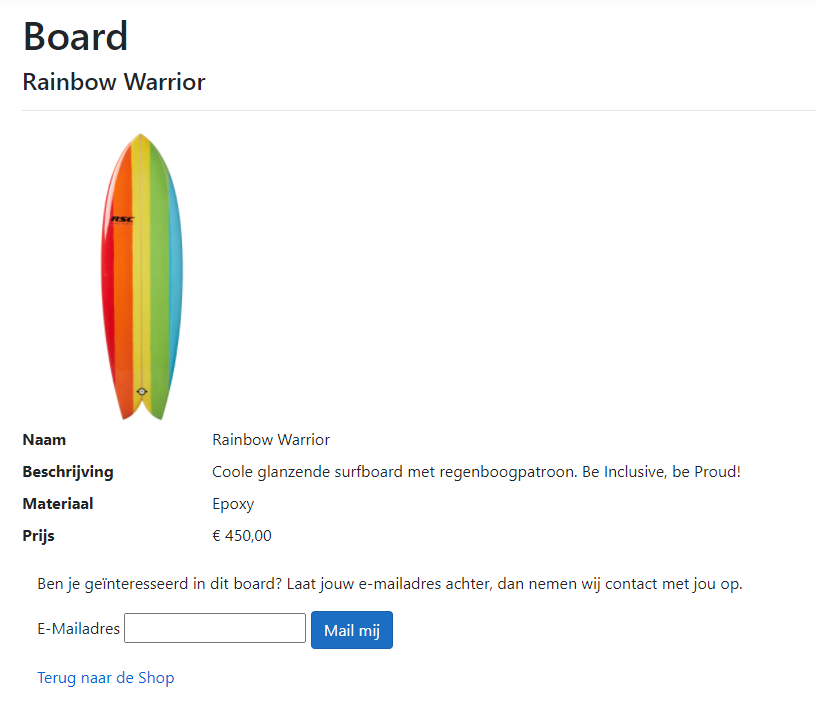 Board
Rainbow Warrior
RSC
Naam Rainbow Warrior
Beschrijving Coole glanzende surfboard met regenboogpatroon. Be Inclusive, be Proud!
Materiaal Epoxy
Prijs € 450,00
Ben je geïnteresseerd in dit board? Laat jouw e-mailadres achter, dan nemen wij contact met jou op.
E-Mailadres Mail mij
Terug naar de Shop